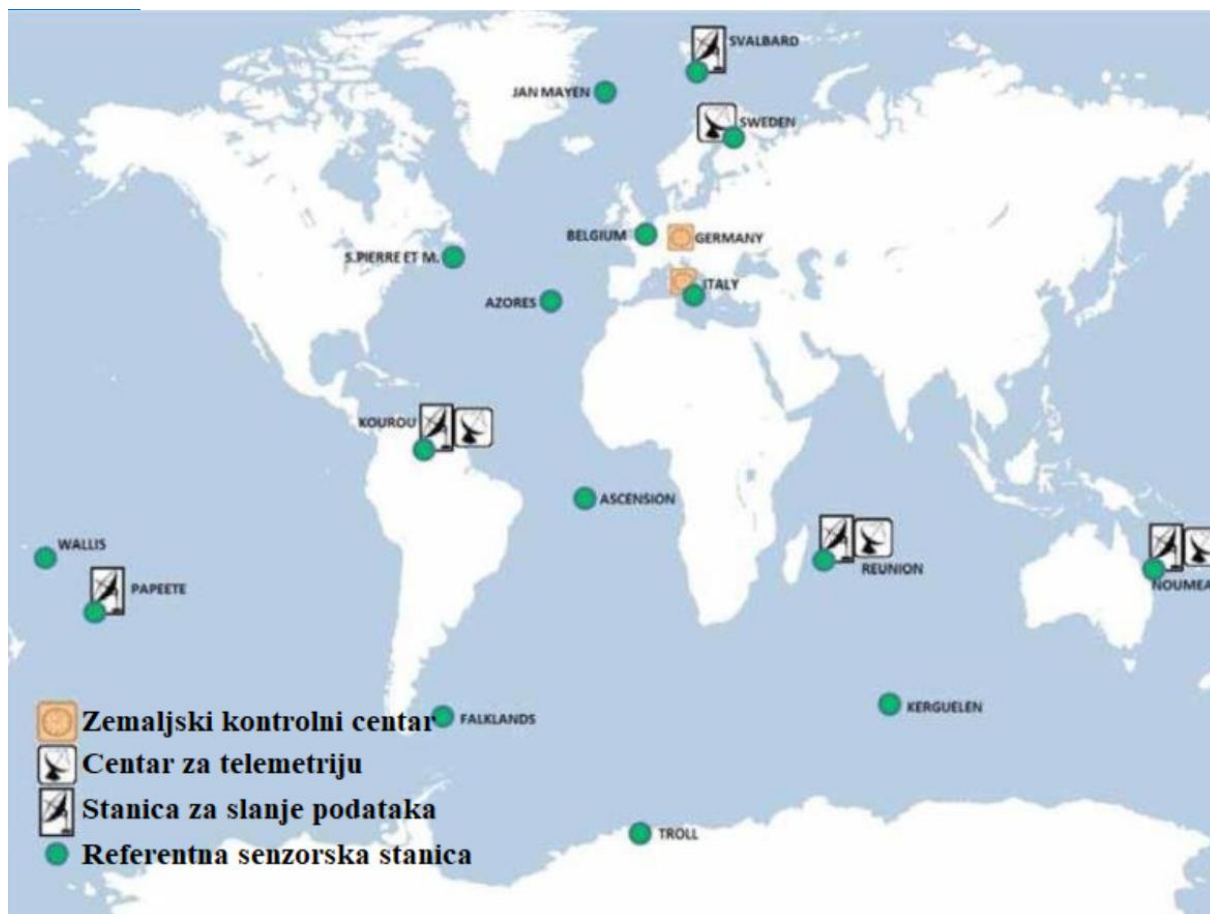 SVALBARD
JAN MAYEN
SWEDEN
BELGIUM
GERMANY
S.PIERRE ET M.
ITALY
AZORES
KOUROU
ASCENSION
WALLIS
PAPEETE
REUNION
NOUMEA
KERGUELEN
FALKLANDS
TROLL
Zemaljski kontrolni centar
Centar za telemetriju
Stanica za slanje podataka
Referentna senzorska stanica